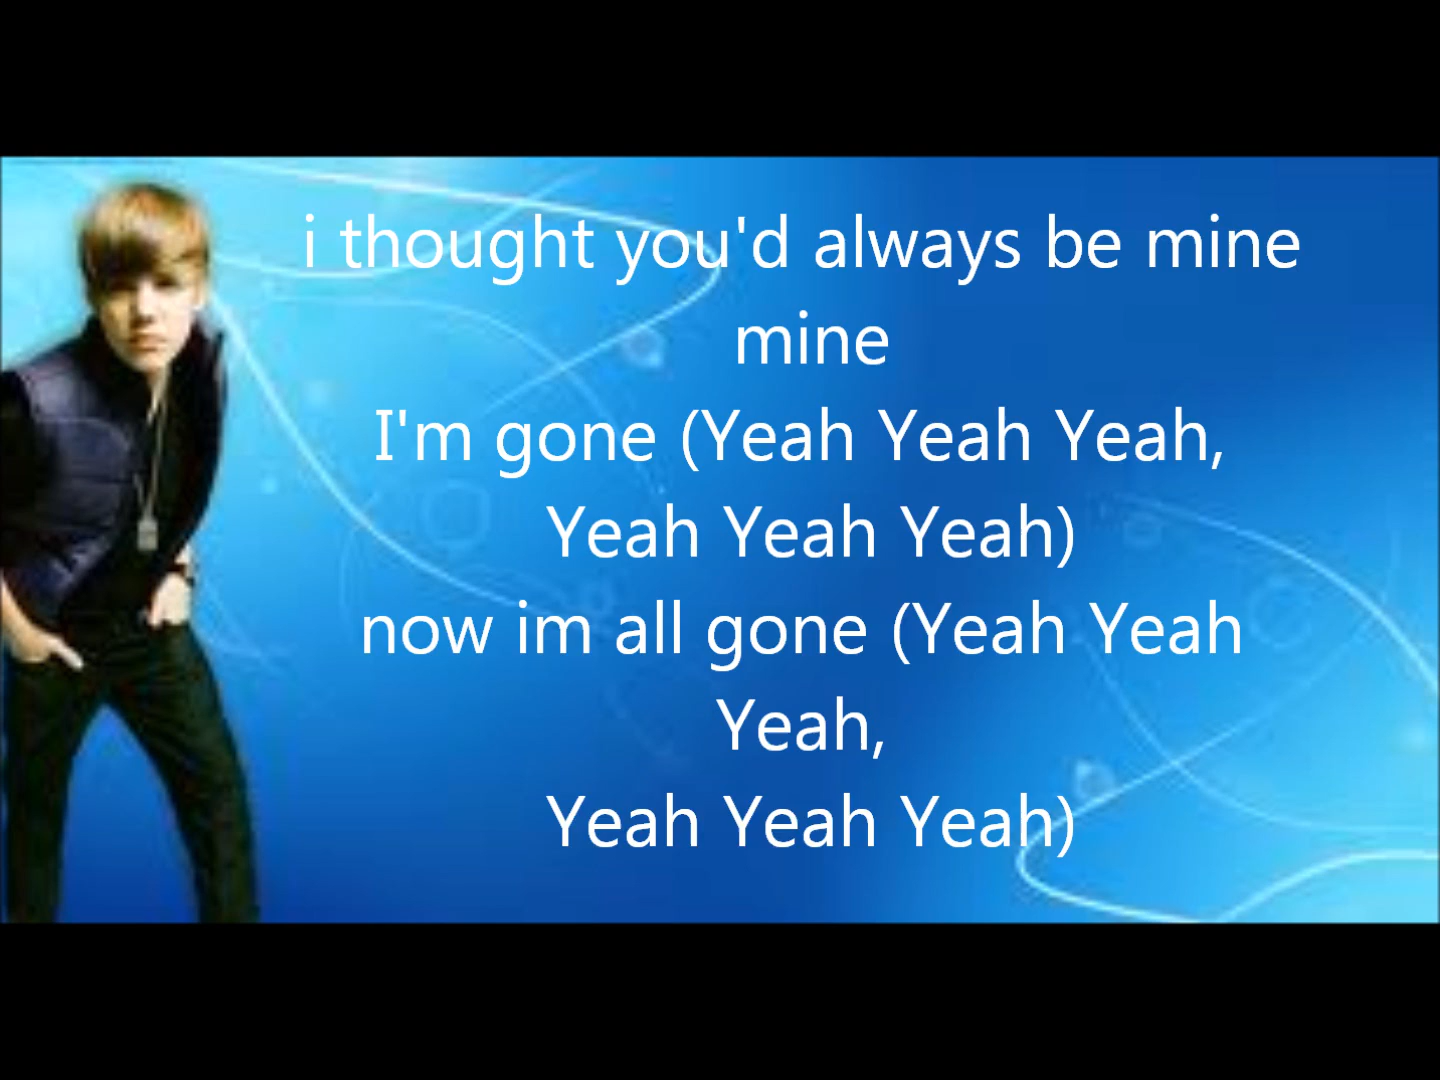 i thought you'd always be mine
mine
I'm gone (Yeah Yeah Yeah,
Yeah Yeah Yeah)
now im all gone (Yeah Yeah
Yeah,
Yeah Yeah Yeah)